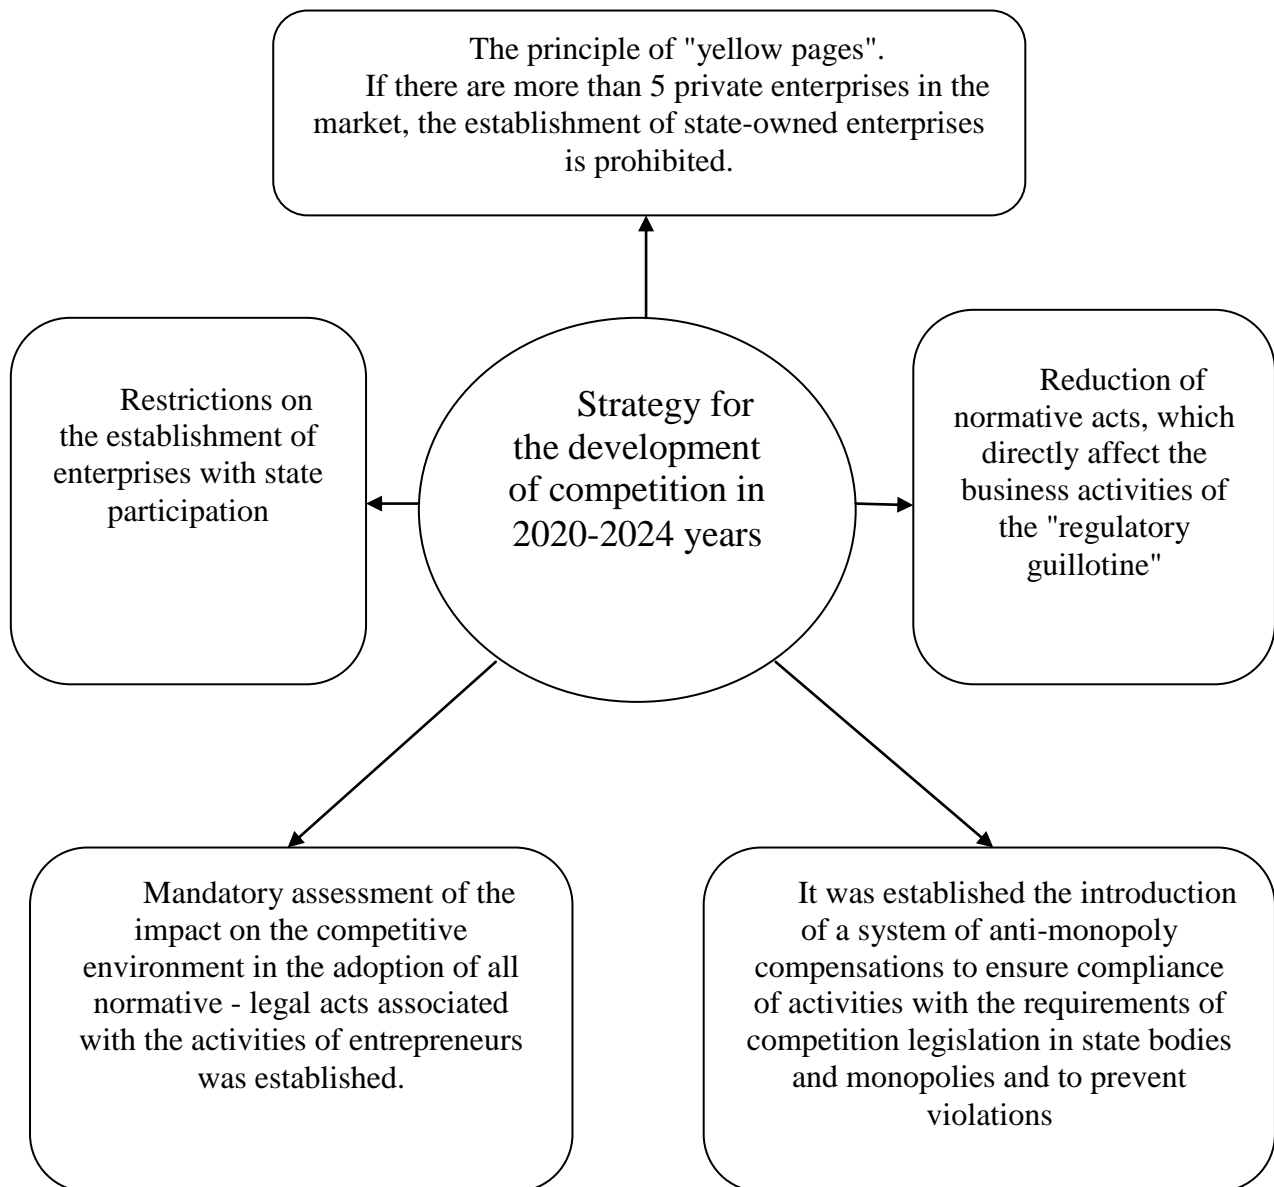 The principle of "yellow pages".
If there are more than 5 private enterprises in the
market, the establishment of state-owned enterprises
is prohibited.
Restrictions on
the establishment of
enterprises with state
participation
Strategy for
the development
of competition in
2020-2024 years
Reduction of
normative acts, which
directly affect the
business activities of
the "regulatory
guillotine"
Mandatory assessment of the
impact on the competitive
environment in the adoption of all
normative - legal acts associated
with the activities of entrepreneurs
was established.
It was established the introduction
of a system of anti-monopoly
compensations to ensure compliance
of activities with the requirements of
competition legislation in state bodies
and monopolies and to prevent
violations